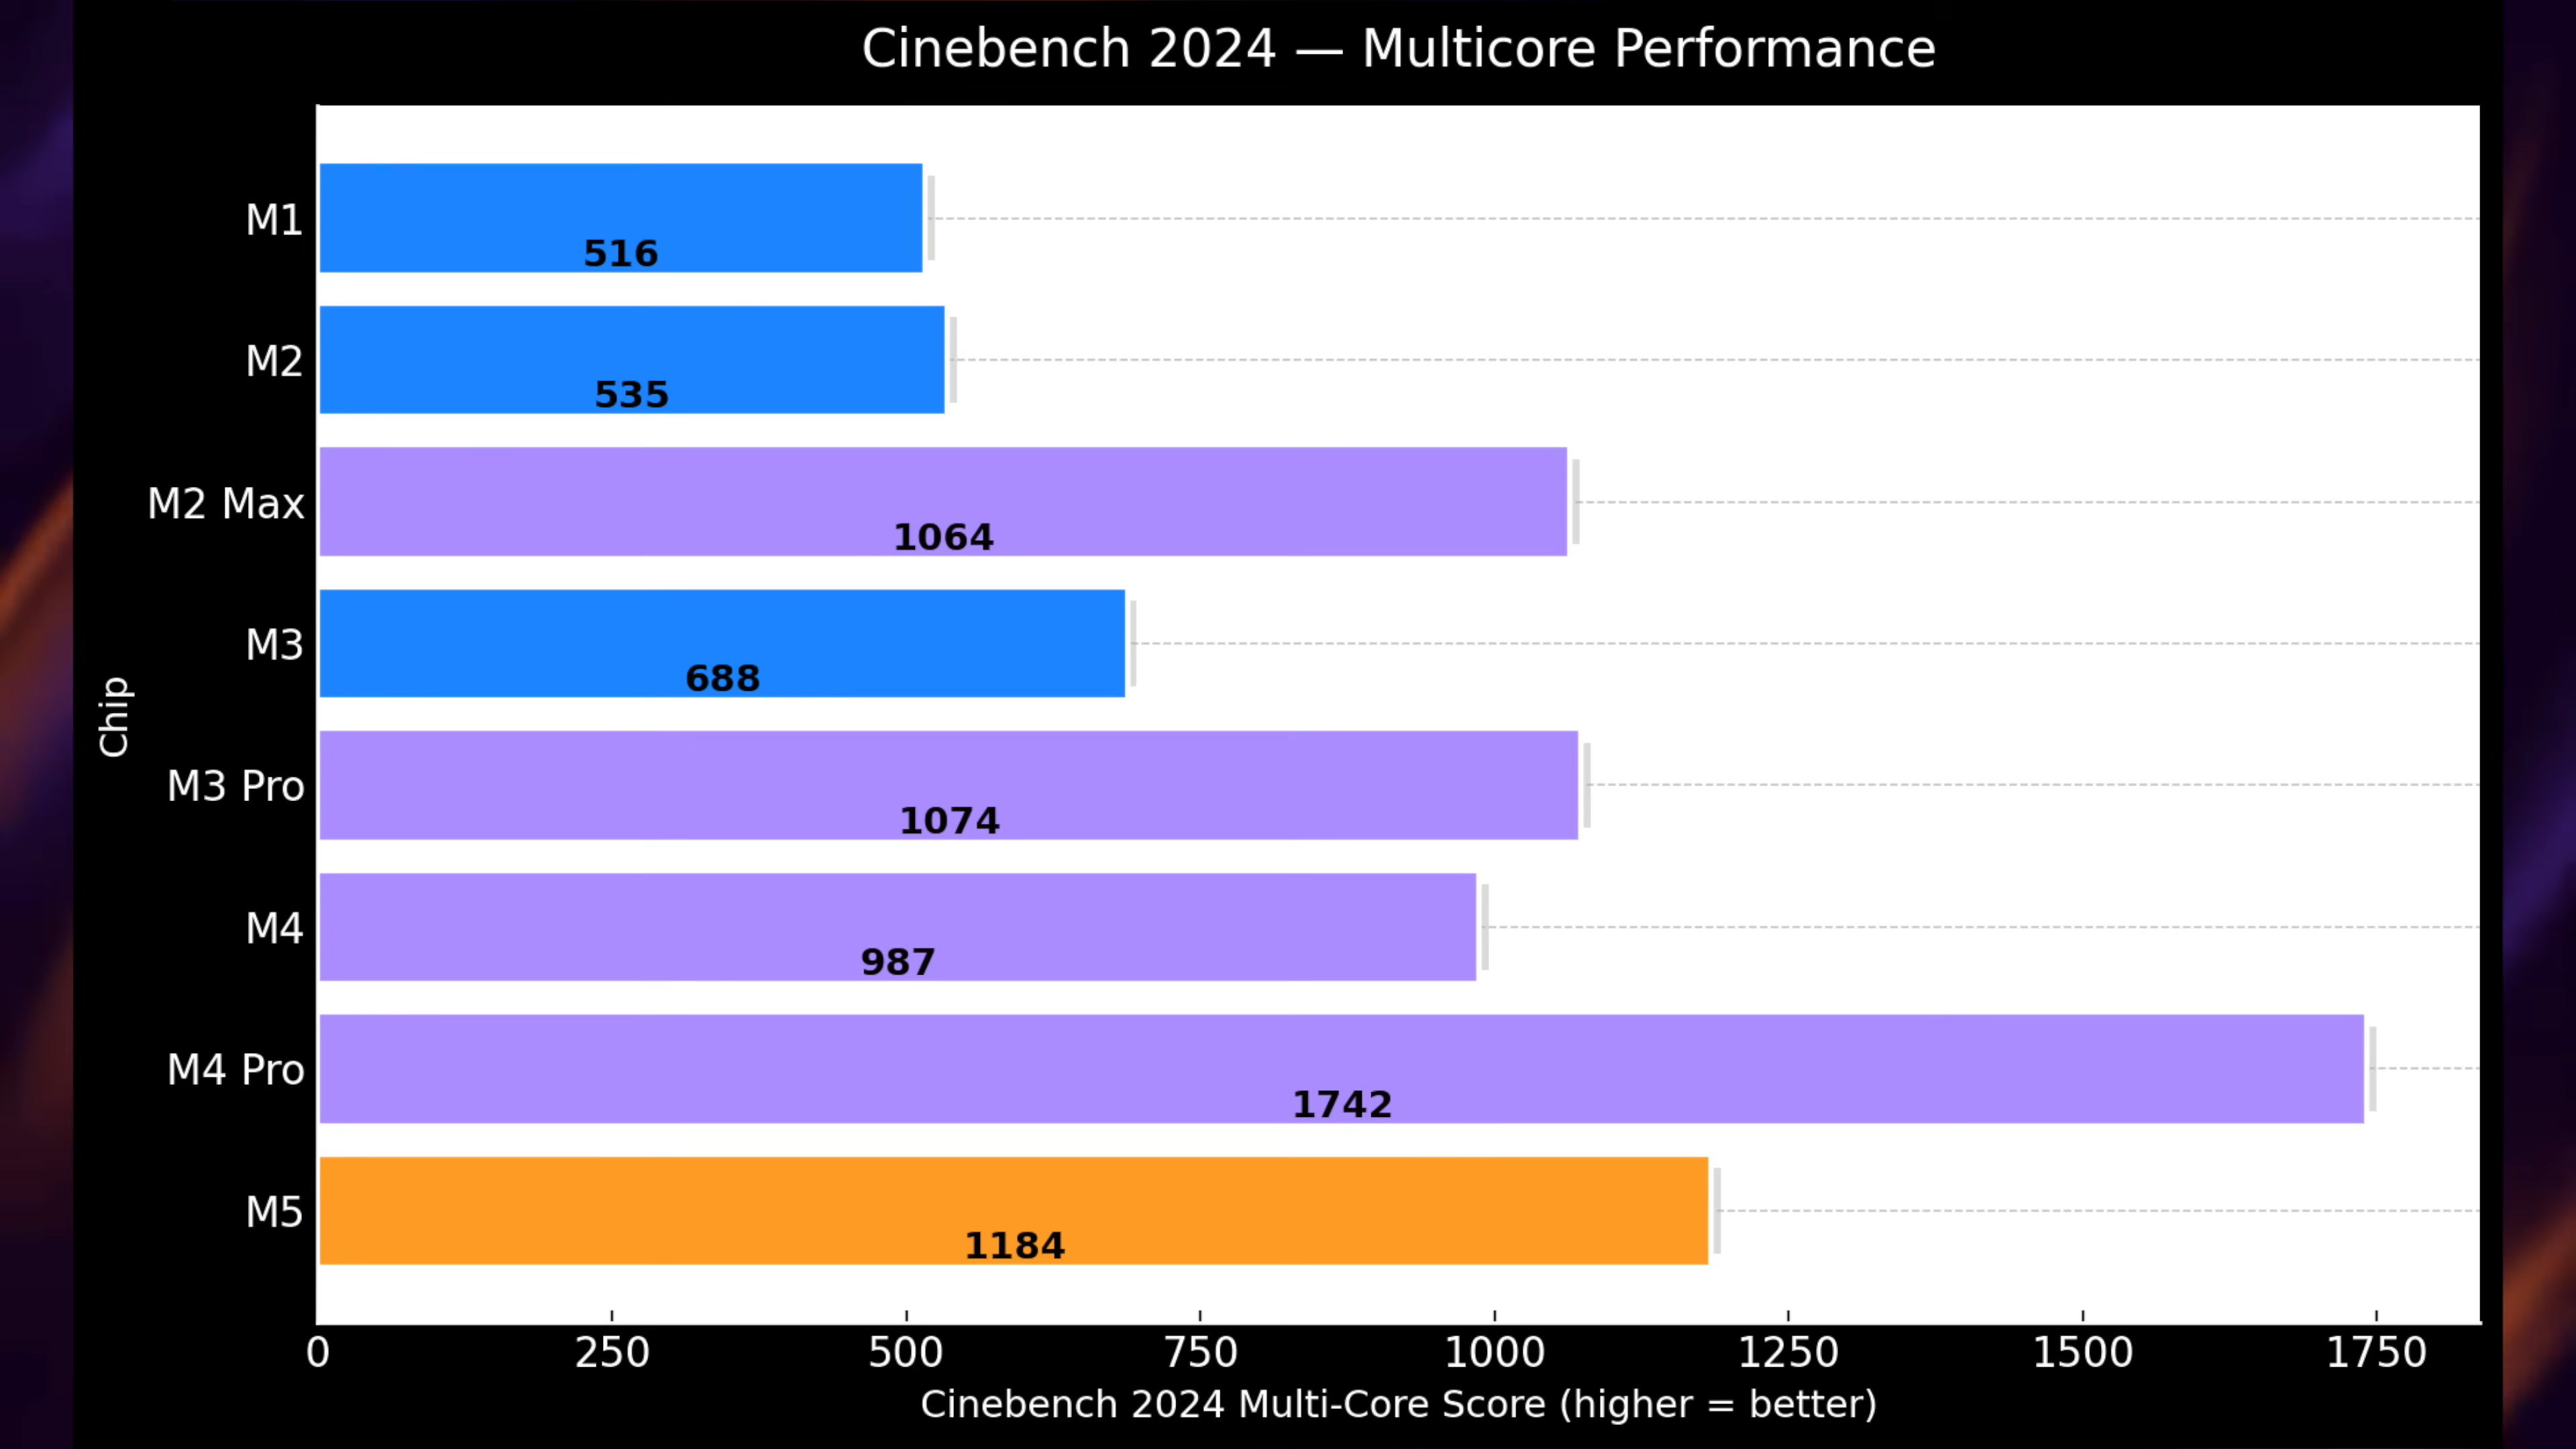 Cinebench 2024 — Multicore Performance
Chip
M1
516
M2
535
M2 Max
1064
M3
688
M3 Pro
1074
M4
987
M4 Pro
1742
M5
1184
0 250 500 750 1000 1250 1500 1750
Cinebench 2024 Multi-Core Score (higher = better)